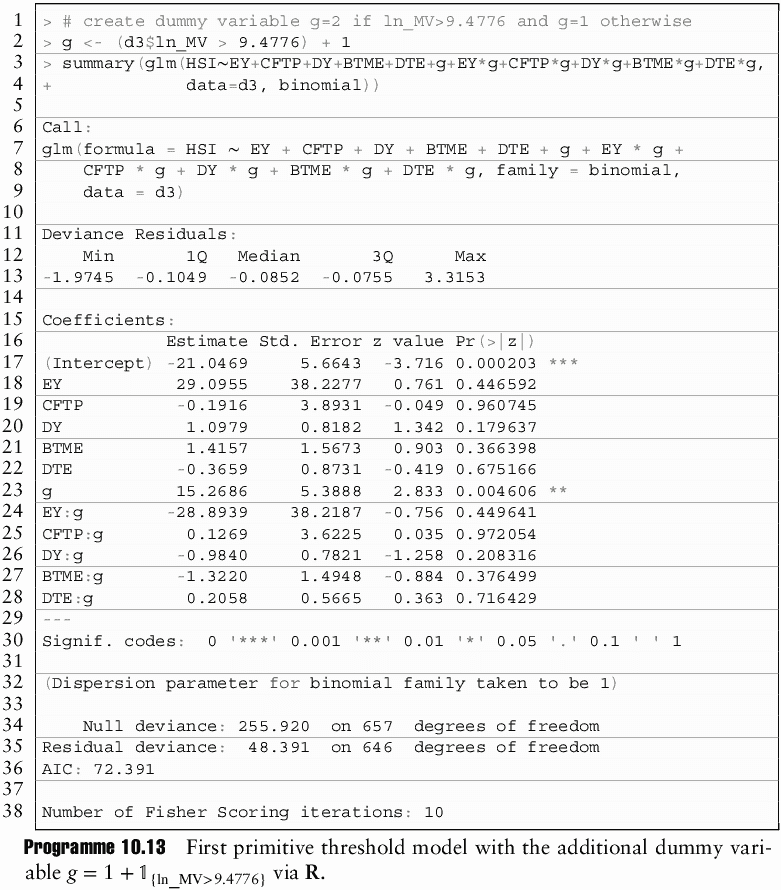 1 > # create dummy variable g=2 if ln_MV>9.4776 and g=1 otherwise
2 > g <- (d3$ln_MV > 9.4776) + 1
3 > summary(glm(HSI~EY+CFTP+DY+BTME+DTE+g+EY*g+CFTP*g+DY*g+BTME*g+DTE*g,
4 + data=d3, binomial))
5
6 Call:
7 glm(formula = HSI ~ EY + CFTP + DY + BTME + DTE + g + EY * g +
8 CFTP * g + DY * g + BTME * g + DTE * g, family = binomial,
9 data = d3)
10
11 Deviance Residuals:
12 Min 1Q Median 3Q Max
13 -1.9745 -0.1049 -0.0852 -0.0755 3.3153
14
15 Coefficients:
16 Estimate Std. Error z value Pr(>|z|)
17 (Intercept) -21.0469 5.6643 -3.716 0.000203 ***
18 EY 29.0955 38.2277 0.761 0.446592
19 CFTP -0.1916 3.8931 -0.049 0.960745
20 DY 1.0979 0.8182 1.342 0.179637
21 BTME 1.4157 1.5673 0.903 0.366398
22 DTE -0.3659 0.8731 -0.419 0.675166
23 g 15.2686 5.3888 2.833 0.004606 **
24 EY:g -28.8939 38.2187 -0.756 0.449641
25 CFTP:g 0.1269 3.6225 0.035 0.972054
26 DY:g -0.9840 0.7821 -1.258 0.208316
27 BTME:g -1.3220 1.4948 -0.884 0.376499
28 DTE:g 0.2058 0.5665 0.363 0.716429
29 ---
30 Signif. codes: 0 '***' 0.001 '**' 0.01 '*' 0.05 '.' 0.1 ' ' 1
31
32 (Dispersion parameter for binomial family taken to be 1)
33
34 Null deviance: 255.920 on 657 degrees of freedom
35 Residual deviance: 48.391 on 646 degrees of freedom
36 AIC: 72.391
37
38 Number of Fisher Scoring iterations: 10
Programme 10.13 First primitive threshold model with the additional dummy vari-
able g = 1 + 𝟙{ln_MV>9.4776} via R.